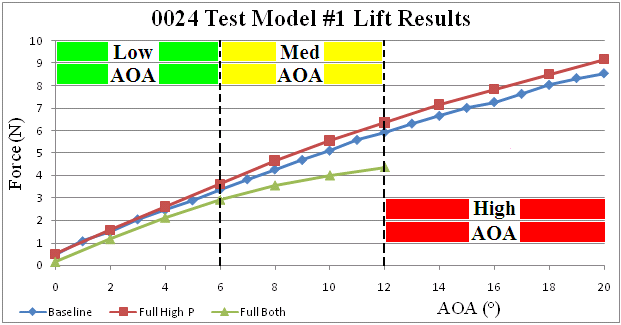 0024 Test Model #1 Lift Results
10
9
8
7
6
5
4
3
2
1
0
Force (N)
Low
AOA
Med
AOA
High
AOA
0 2 4 6 8 10 12 14 16 18 20
AOA (°)
Baseline Full High P Full Both